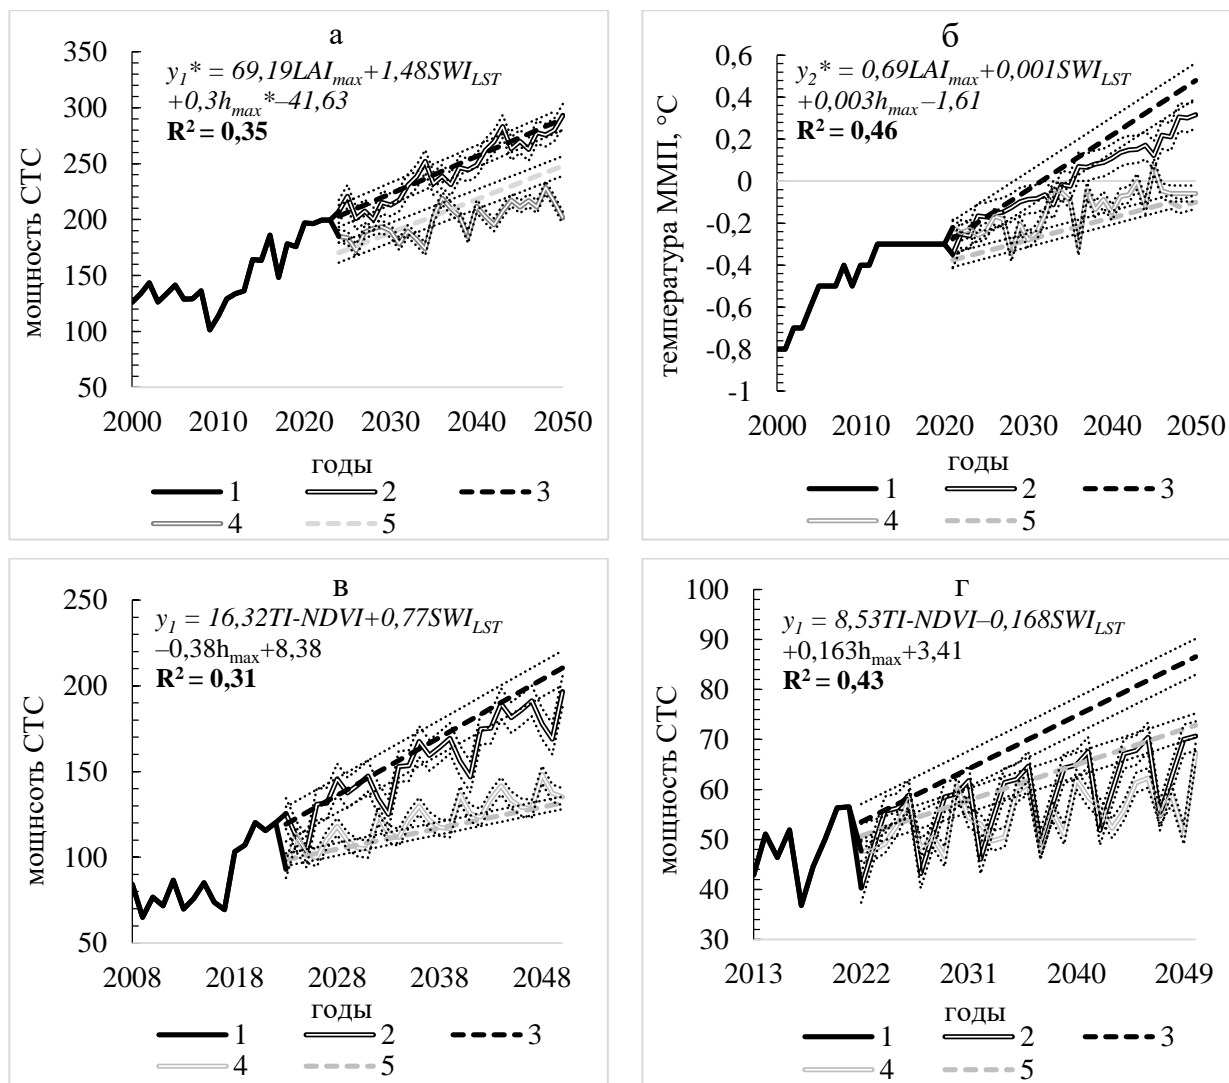 а
y₁* = 69,19LAIₘₐₓ+1,48SWI_LST
+0,3hₘₐₓ*–41,63
R² = 0,35
мощность СТС
350
300
250
200
150
100
50
2000 2010 2020 2030 2040 2050
годы
1 2 3
4 5
б
y₂* = 0,69LAIₘₐₓ+0,001SWI_LST
+0,003hₘₐₓ–1,61
R² = 0,46
температура ММП, °С
0,6
0,4
0,2
0
-0,2
-0,4
-0,6
-0,8
-1
2000 2010 2020 2030 2040 2050
годы
1 2 3
4 5
в
y₁ = 16,32TI-NDVI+0,77SWI_LST
–0,38hₘₐₓ+8,38
R² = 0,31
мощнсоть СТС
250
200
150
100
50
2008 2018 2028 2038 2048
годы
1 2 3
4 5
г
y₁ = 8,53TI-NDVI–0,168SWI_LST
+0,163hₘₐₓ+3,41
R² = 0,43
мощность СТС
100
90
80
70
60
50
40
30
2013 2022 2031 2040 2049
годы
1 2 3
4 5